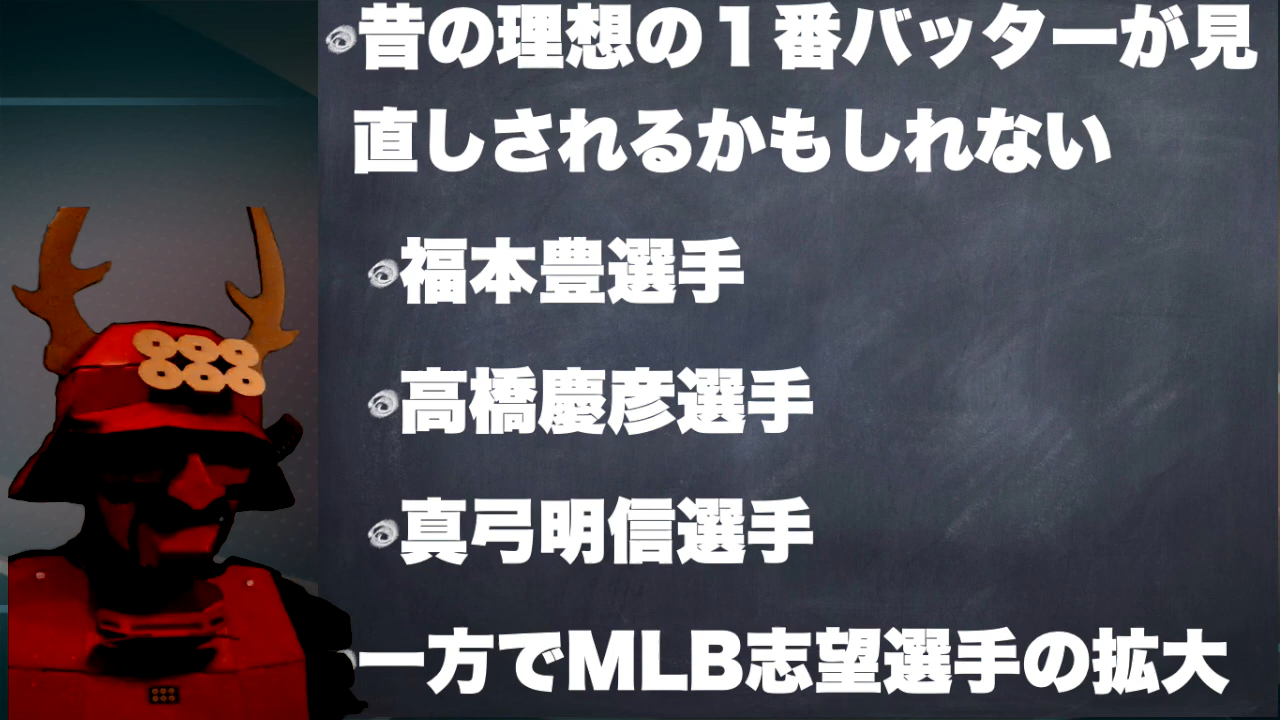 昔の理想の１番バッターが見
直しされるかもしれない
福本豊選手
高橋慶彦選手
真弓明信選手
一方でMLB志望選手の拡大